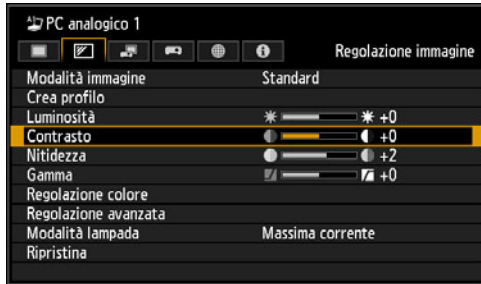 PC analogico 1
Regolazione immagine
Modalità immagine Standard
Crea profilo
Luminosità +0
Contrasto +0
Nitidezza +2
Gamma +0
Regolazione colore
Regolazione avanzata
Modalità lampada Massima corrente
Ripristina